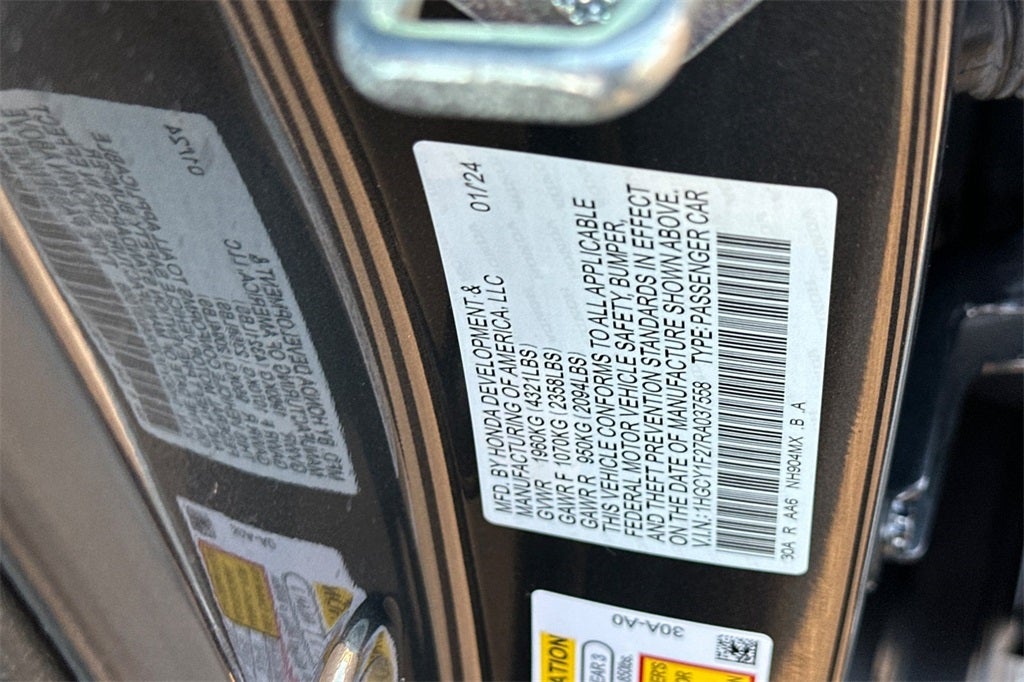 MFD. BY HONDA DEVELOPMENT & 01/24
MANUFACTURING OF AMERICA, LLC
GVWR 1960KG (4321LBS)
GAWR F 1070KG (2358LBS)
GAWR R 950KG (2094LBS)
THIS VEHICLE CONFORMS TO ALL APPLICABLE
FEDERAL MOTOR VEHICLE SAFETY, BUMPER,
AND THEFT PREVENTION STANDARDS IN EFFECT
ON THE DATE OF MANUFACTURE SHOWN ABOVE.
V.I.N.: 1HGCY1F27RA037558 TYPE:PASSENGER CAR
30A R AA6 NH904MX B .A
30A-A0